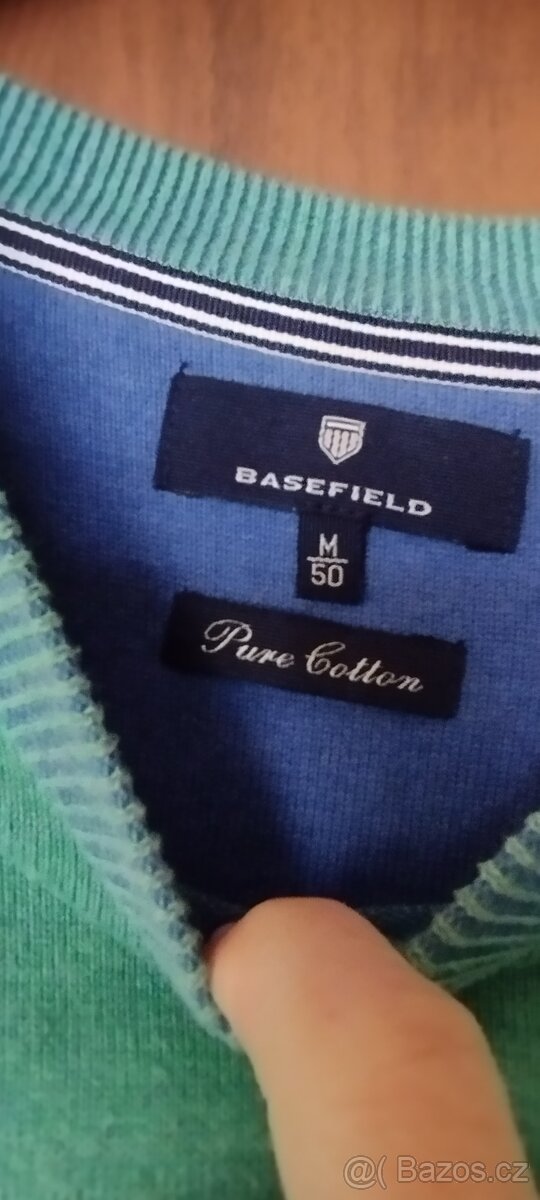 BASEFIELD
M
50
Pure Cotton
@( Bazos.cz